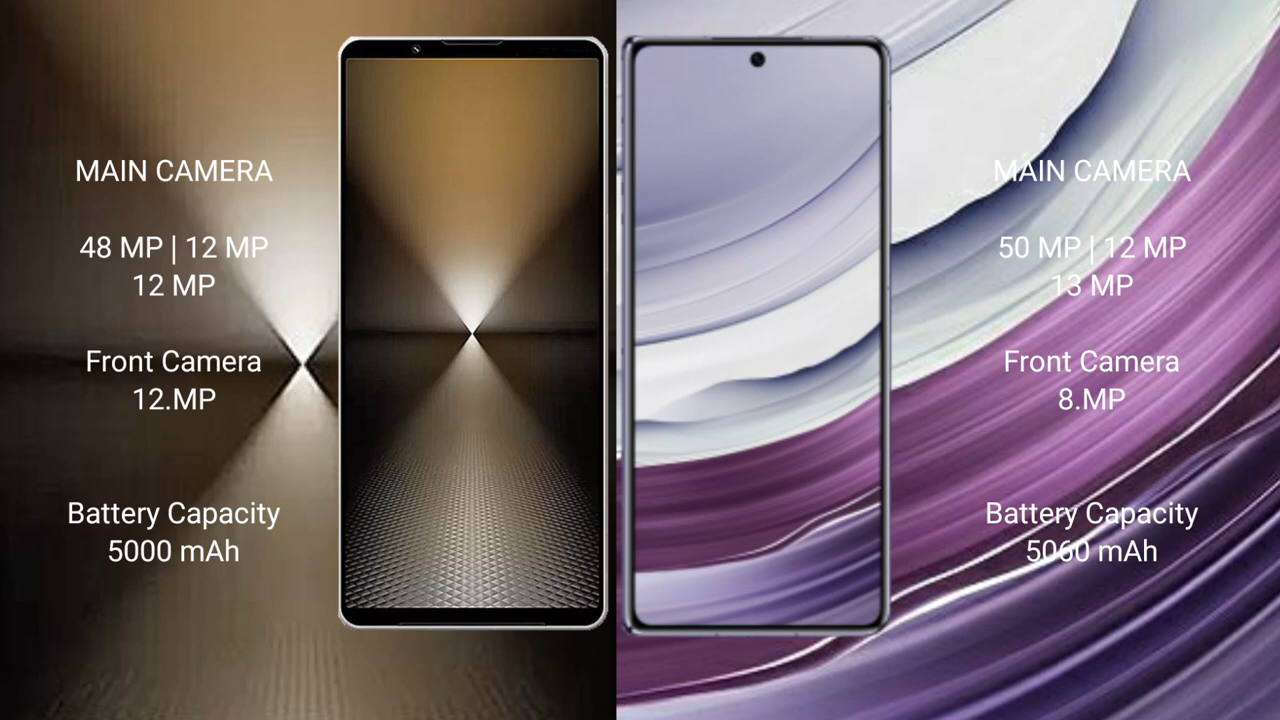 MAIN CAMERA
48 MP | 12 MP
12 MP
Front Camera
12.MP
Battery Capacity
5000 mAh
MAIN CAMERA
50 MP | 12 MP
13 MP
Front Camera
8.MP
Battery Capacity
5060 mAh